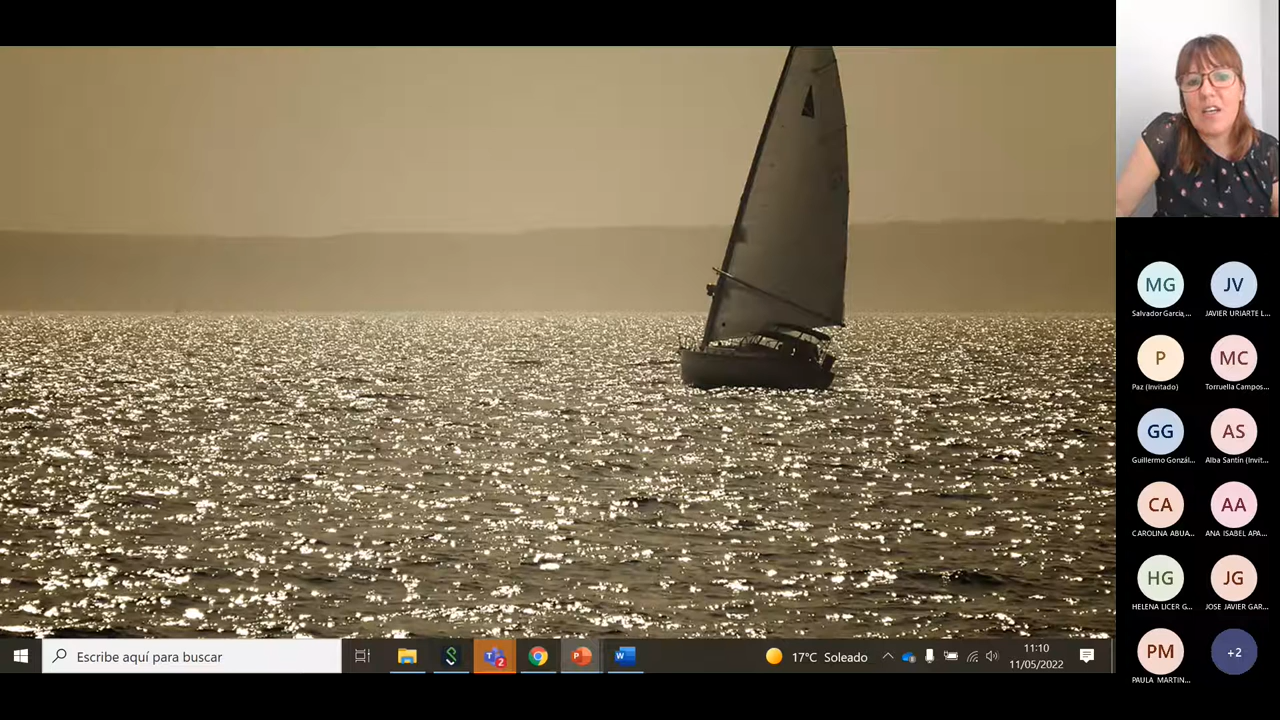 MG
JV
Salvador Garcia,...
JAVIER URIARTE L...
P
MC
Paz (Invitado)
Torruella Campos...
GG
AS
Guillermo Gonzál...
Alba Santín (Invit...
CA
AA
CAROLINA ABUA...
ANA ISABEL APA...
HG
JG
HELENA LICER G...
JOSE JAVIER GAR...
PM
+2
PAULA MARTIN...
Escribe aquí para buscar
2
17°C Soleado
11:10
11/05/2022